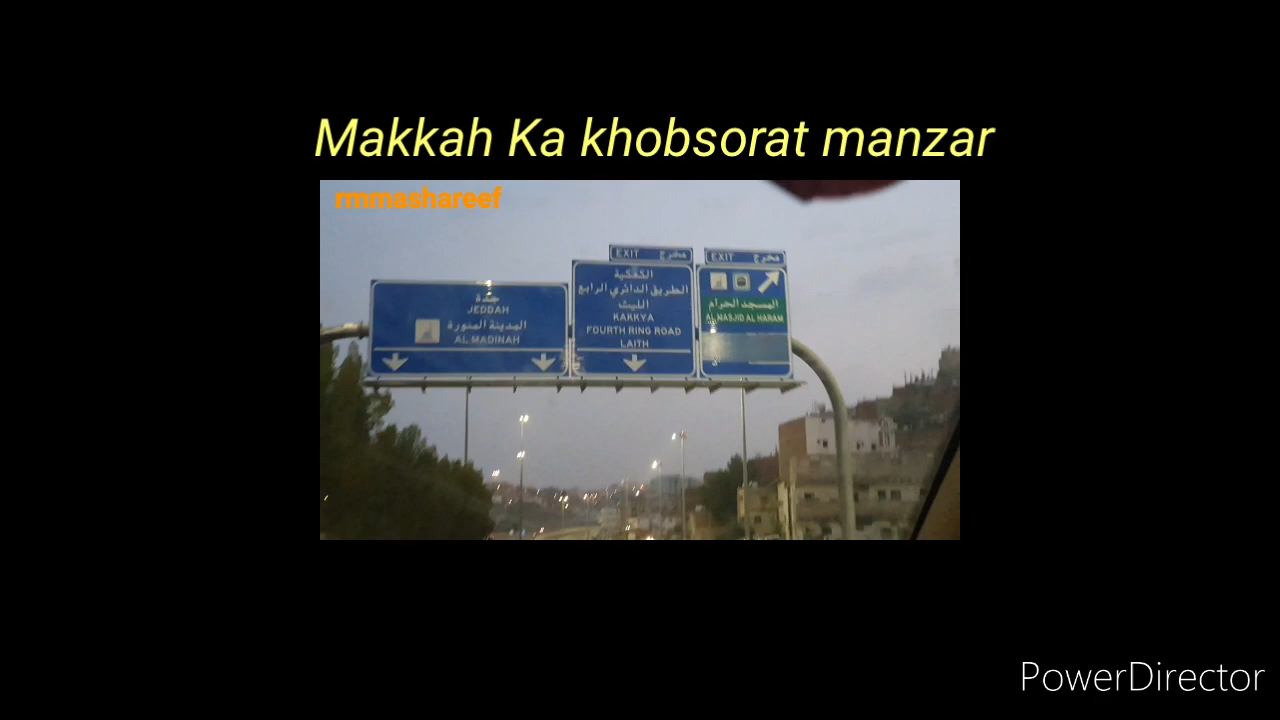 Makkah Ka khobsorat manzar
rmmashareef
EXIT مخرج
EXIT مخرج
جدة
JEDDAH
المدينة المنورة
AL MADINAH
الكعكية
الطريق الدائري الرابع
الليث
KAKKYA
FOURTH RING ROAD
LAITH
المسجد الحرام
AL MASJID AL HARAM
PowerDirector